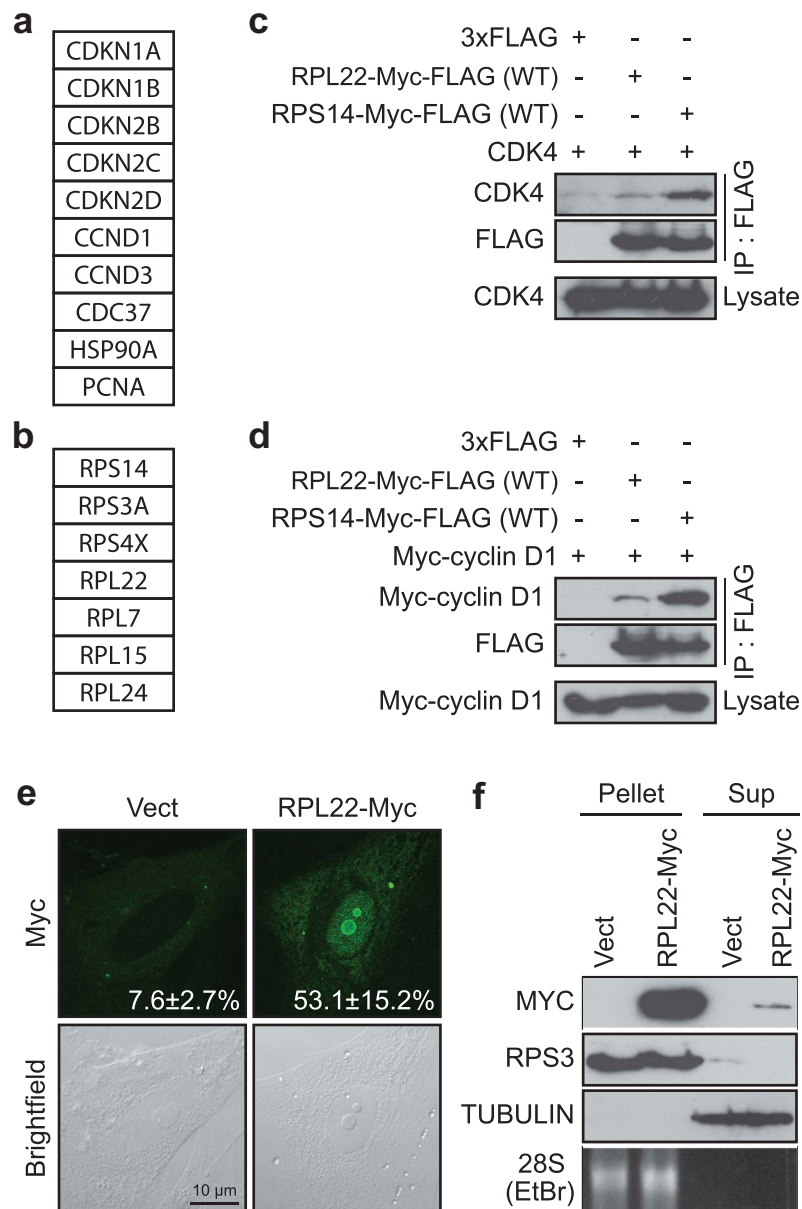 a
CDKN1A
CDKN1B
CDKN2B
CDKN2C
CDKN2D
CCND1
CCND3
CDC37
HSP90A
PCNA
b
RPS14
RPS3A
RPS4X
RPL22
RPL7
RPL15
RPL24
c
3xFLAG + - -
RPL22-Myc-FLAG (WT) - + -
RPS14-Myc-FLAG (WT) - - +
CDK4 + + +
CDK4
FLAG
IP : FLAG
CDK4
Lysate
d
3xFLAG + - -
RPL22-Myc-FLAG (WT) - + -
RPS14-Myc-FLAG (WT) - - +
Myc-cyclin D1 + + +
Myc-cyclin D1
FLAG
IP : FLAG
Myc-cyclin D1
Lysate
e
Vect
RPL22-Myc
Myc
7.6±2.7%
53.1±15.2%
Brightfield
10 µm
f
Pellet
Sup
Vect
RPL22-Myc
Vect
RPL22-Myc
MYC
RPS3
TUBULIN
28S
(EtBr)